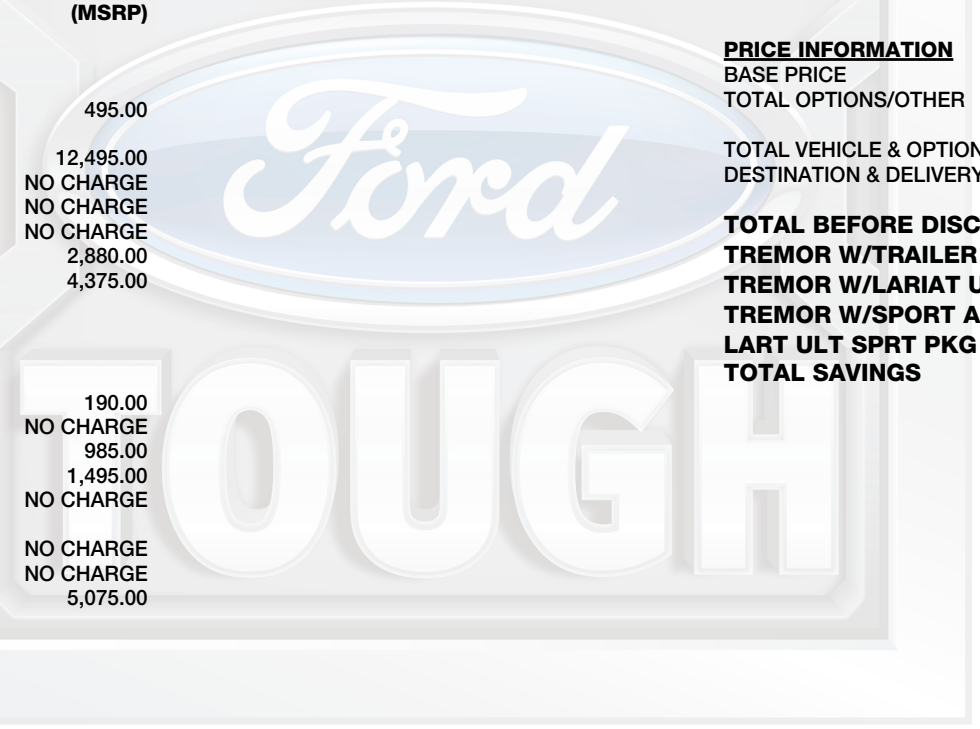 (MSRP)
495.00
12,495.00
NO CHARGE
NO CHARGE
NO CHARGE
2,880.00
4,375.00
190.00
NO CHARGE
985.00
1,495.00
NO CHARGE
NO CHARGE
NO CHARGE
5,075.00
Ford
TOUGH
PRICE INFORMATION
BASE PRICE
TOTAL OPTIONS/OTHER
TOTAL VEHICLE & OPTION
DESTINATION & DELIVERY
TOTAL BEFORE DISC
TREMOR W/TRAILER
TREMOR W/LARIAT U
TREMOR W/SPORT A
LART ULT SPRT PKG
TOTAL SAVINGS